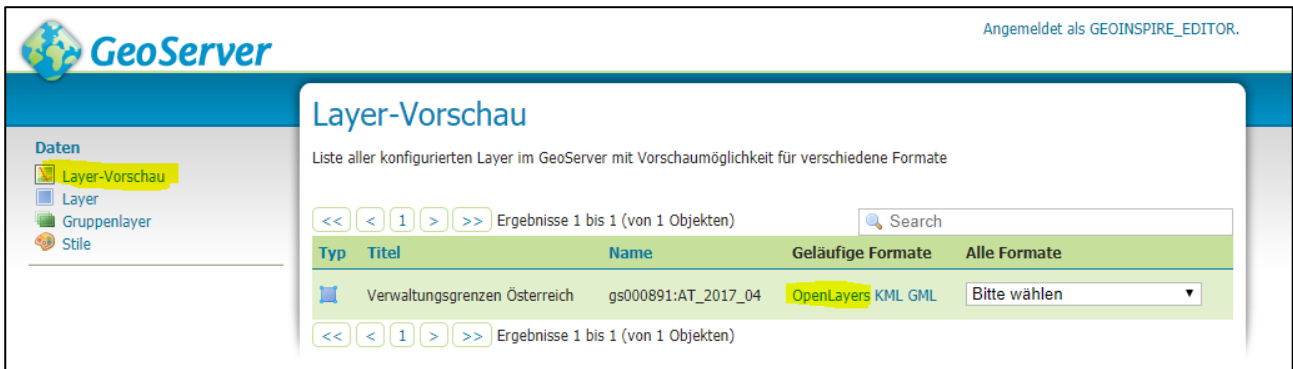 GeoServer
Angemeldet als GEOINSPIRE_EDITOR.
Daten
Layer-Vorschau
Layer
Gruppenlayer
Stile
Layer-Vorschau
Liste aller konfigurierten Layer im GeoServer mit Vorschaumöglichkeit für verschiedene Formate
<< < 1 > >> Ergebnisse 1 bis 1 (von 1 Objekten) Search
Typ Titel Name Geläufige Formate Alle Formate
Verwaltungsgrenzen Österreich gs000891:AT_2017_04 OpenLayers KML GML Bitte wählen
<< < 1 > >> Ergebnisse 1 bis 1 (von 1 Objekten)